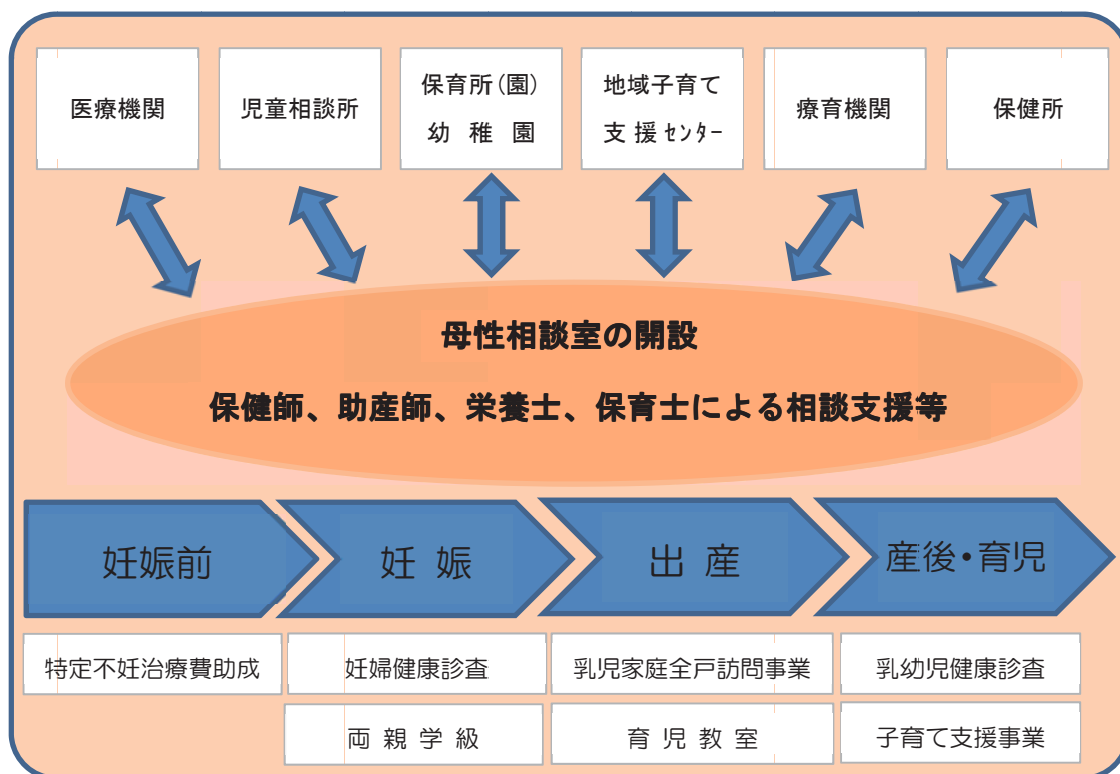 医療機関
児童相談所
保育所(園)
幼稚園
地域子育て
支援センター
療育機関
保健所
母性相談室の開設
保健師、助産師、栄養士、保育士による相談支援等
妊娠前
妊娠
出産
産後・育児
特定不妊治療費助成
妊婦健康診査
乳児家庭全戸訪問事業
乳幼児健康診査
両親学級
育児教室
子育て支援事業